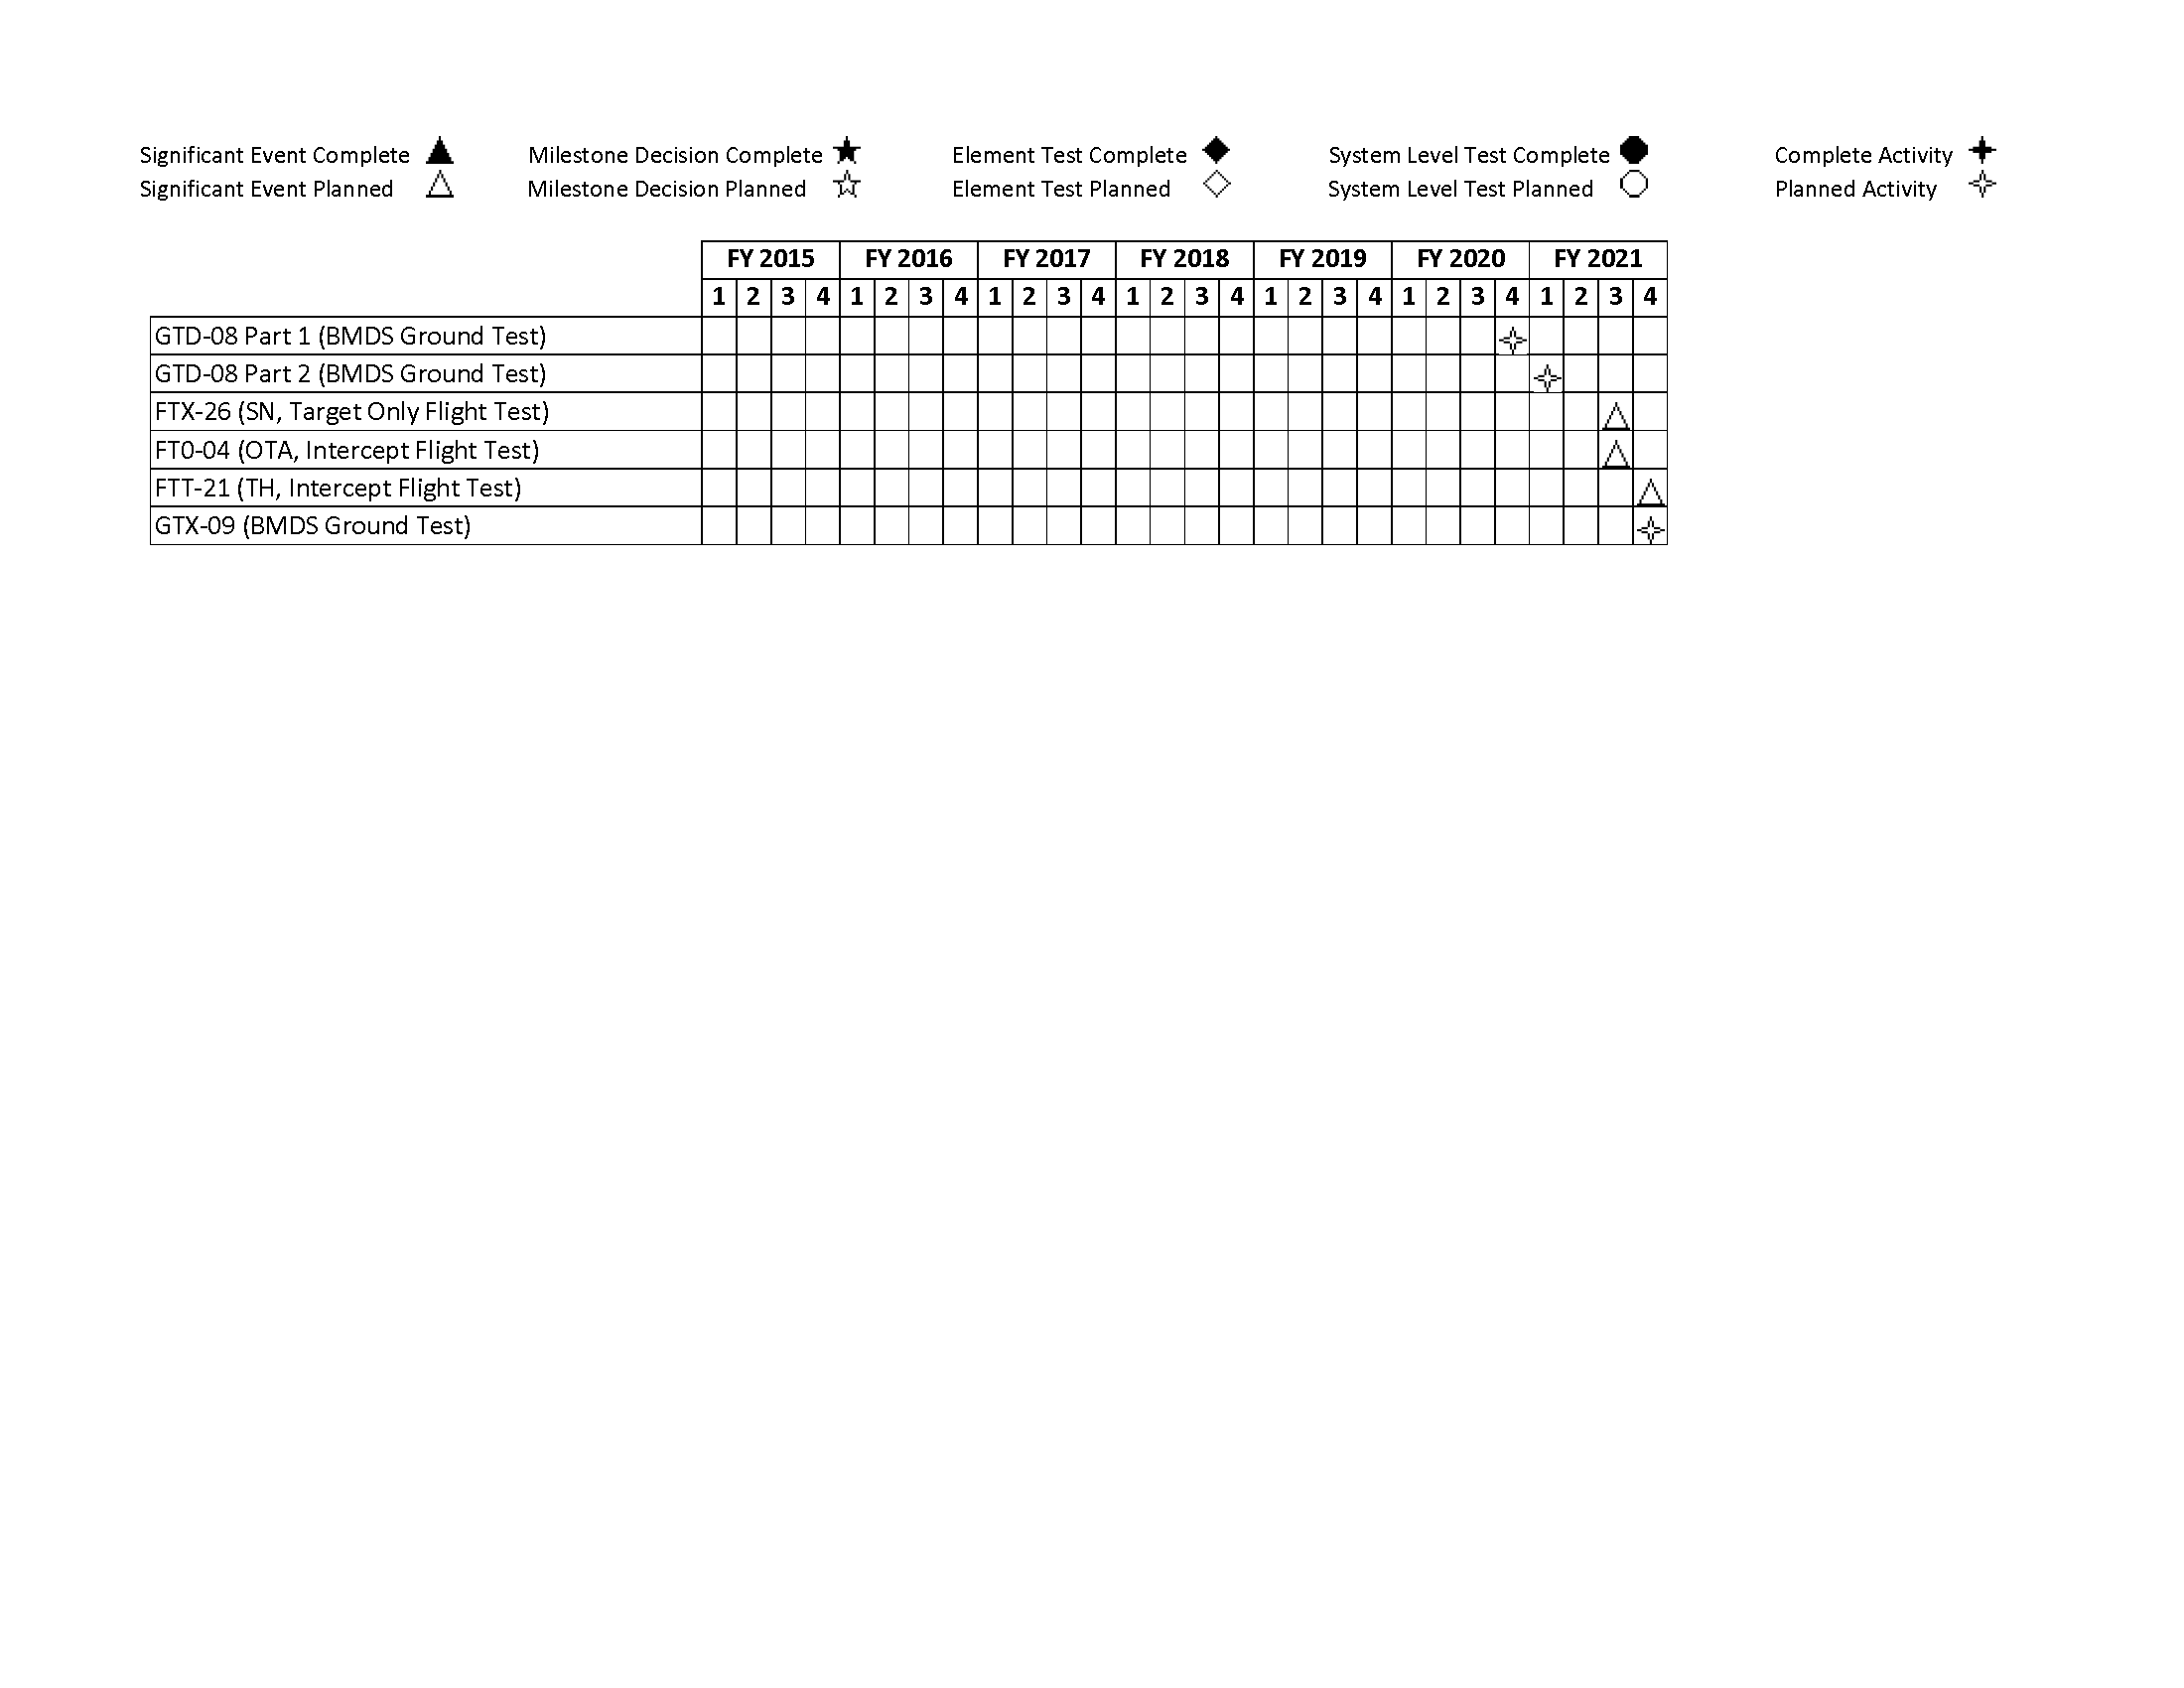 Significant Event Complete Milestone Decision Complete Element Test Complete System Level Test Complete Complete Activity
Significant Event Planned Milestone Decision Planned Element Test Planned System Level Test Planned Planned Activity
FY 2015 FY 2016 FY 2017 FY 2018 FY 2019 FY 2020 FY 2021
1 2 3 4 1 2 3 4 1 2 3 4 1 2 3 4 1 2 3 4 1 2 3 4 1 2 3 4
GTD-08 Part 1 (BMDS Ground Test)
GTD-08 Part 2 (BMDS Ground Test)
FTX-26 (SN, Target Only Flight Test)
FT0-04 (OTA, Intercept Flight Test)
FTT-21 (TH, Intercept Flight Test)
GTX-09 (BMDS Ground Test)